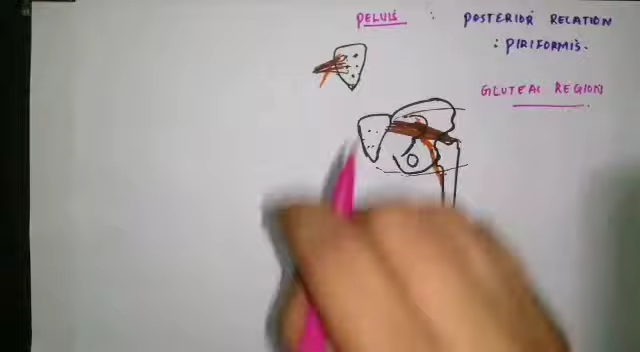 PELVIS : POSTERIOR RELATION
: PIRIFORMIS.
GLUTEAL REGION